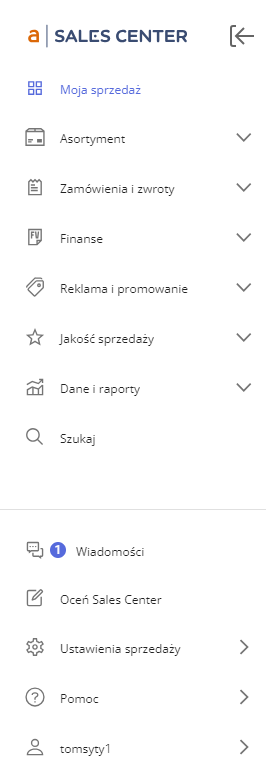 a SALES CENTER
Moja sprzedaż
Asortyment
Zamówienia i zwroty
FV
Finanse
Reklama i promowanie
Jakość sprzedaży
Dane i raporty
Szukaj
1 Wiadomości
Oceń Sales Center
Ustawienia sprzedaży
? Pomoc
tomsyty1